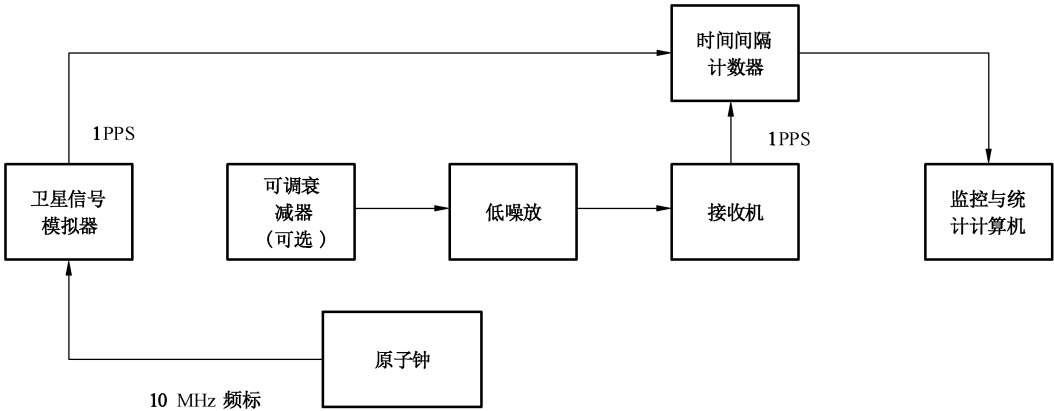 时间间隔
计数器
1PPS
1PPS
卫星信号
模拟器
可调衰
减器
(可选)
低噪放
接收机
监控与统
计计算机
原子钟
10 MHz 频标